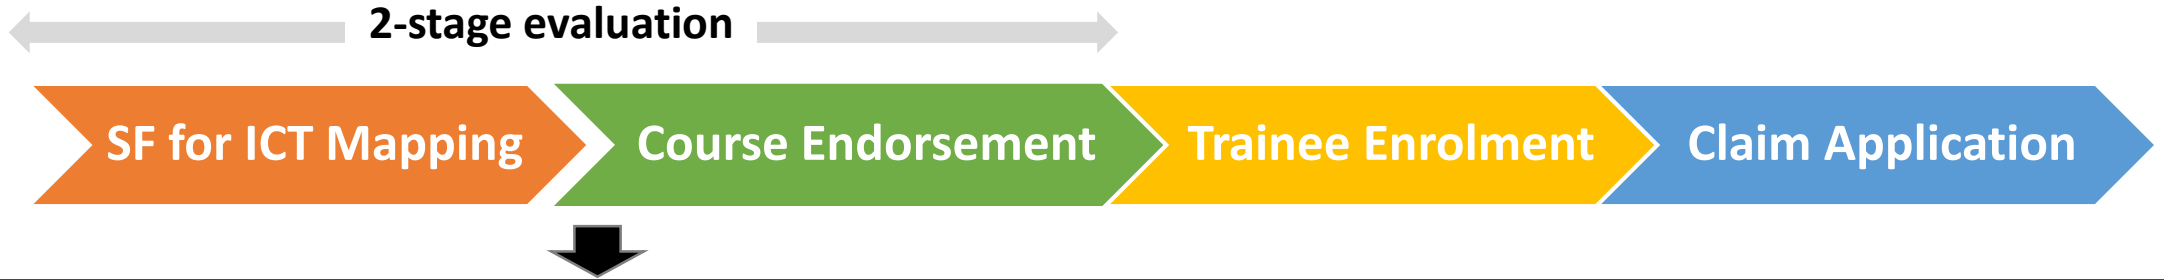 2-stage evaluation
SF for ICT Mapping
Course Endorsement
Trainee Enrolment
Claim Application